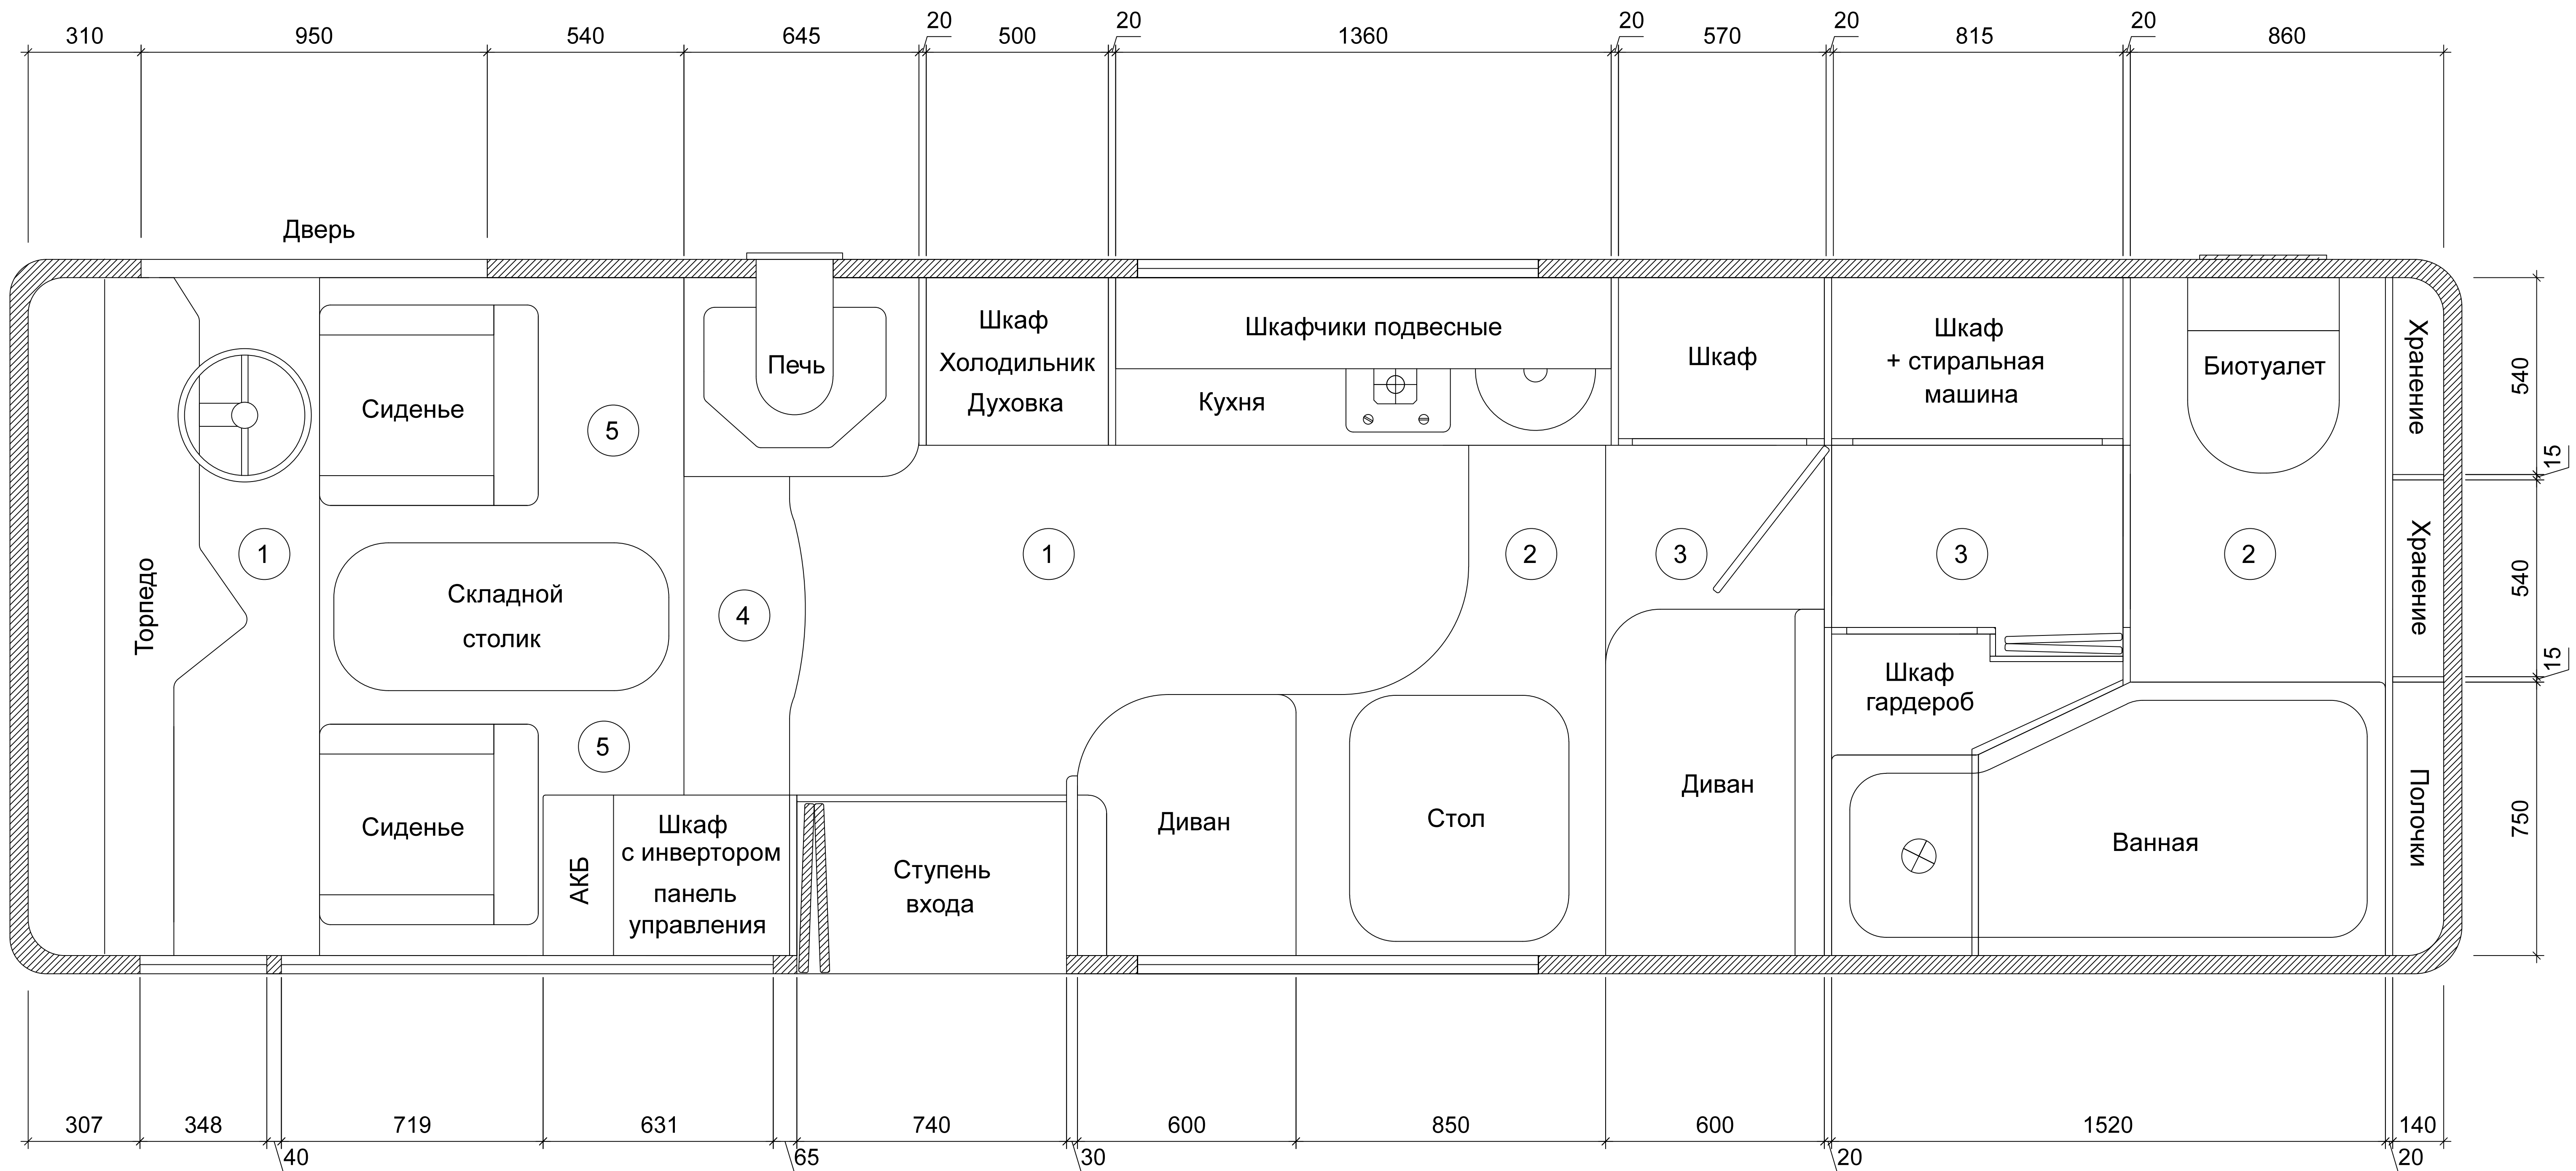 20 20 20 20 20
310 950 540 645 500 1360 570 815 860
Дверь
Шкаф
Холодильник
Духовка
Шкафчики подвесные
Кухня
Шкаф
Шкаф
+ стиральная
машина
Биотуалет
Хранение
540
Печь
Сиденье
5
15
1
1
2
3
3
2
Хранение
540
Торпедо
Складной
столик
4
15
Шкаф
гардероб
5
Сиденье
АКБ
Шкаф
с инвертором
панель
управления
Ступень
входа
Диван
Стол
Диван
Ванная
Полочки
750
307 348 719 631 740 600 850 600 1520 140
40 65 30 20 20